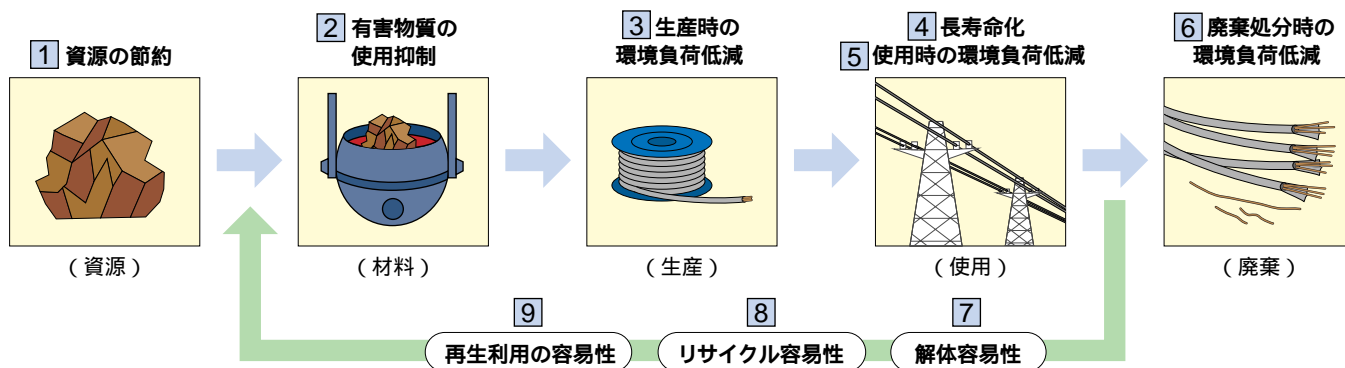 1 資源の節約
2 有害物質の
使用抑制
3 生産時の
環境負荷低減
4 長寿命化
5 使用時の環境負荷低減
6 廃棄処分時の
環境負荷低減
(資源)
(材料)
(生産)
(使用)
(廃棄)
9
再生利用の容易性
8
リサイクル容易性
7
解体容易性